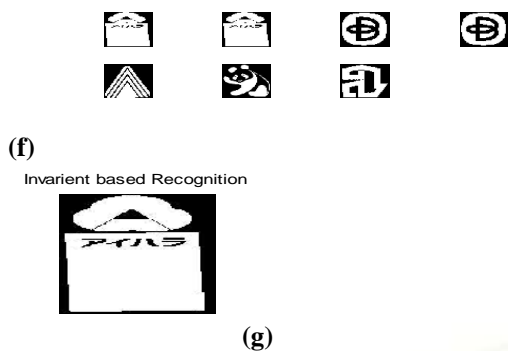 (f)
Invarient based Recognition
アイハラ
(g)